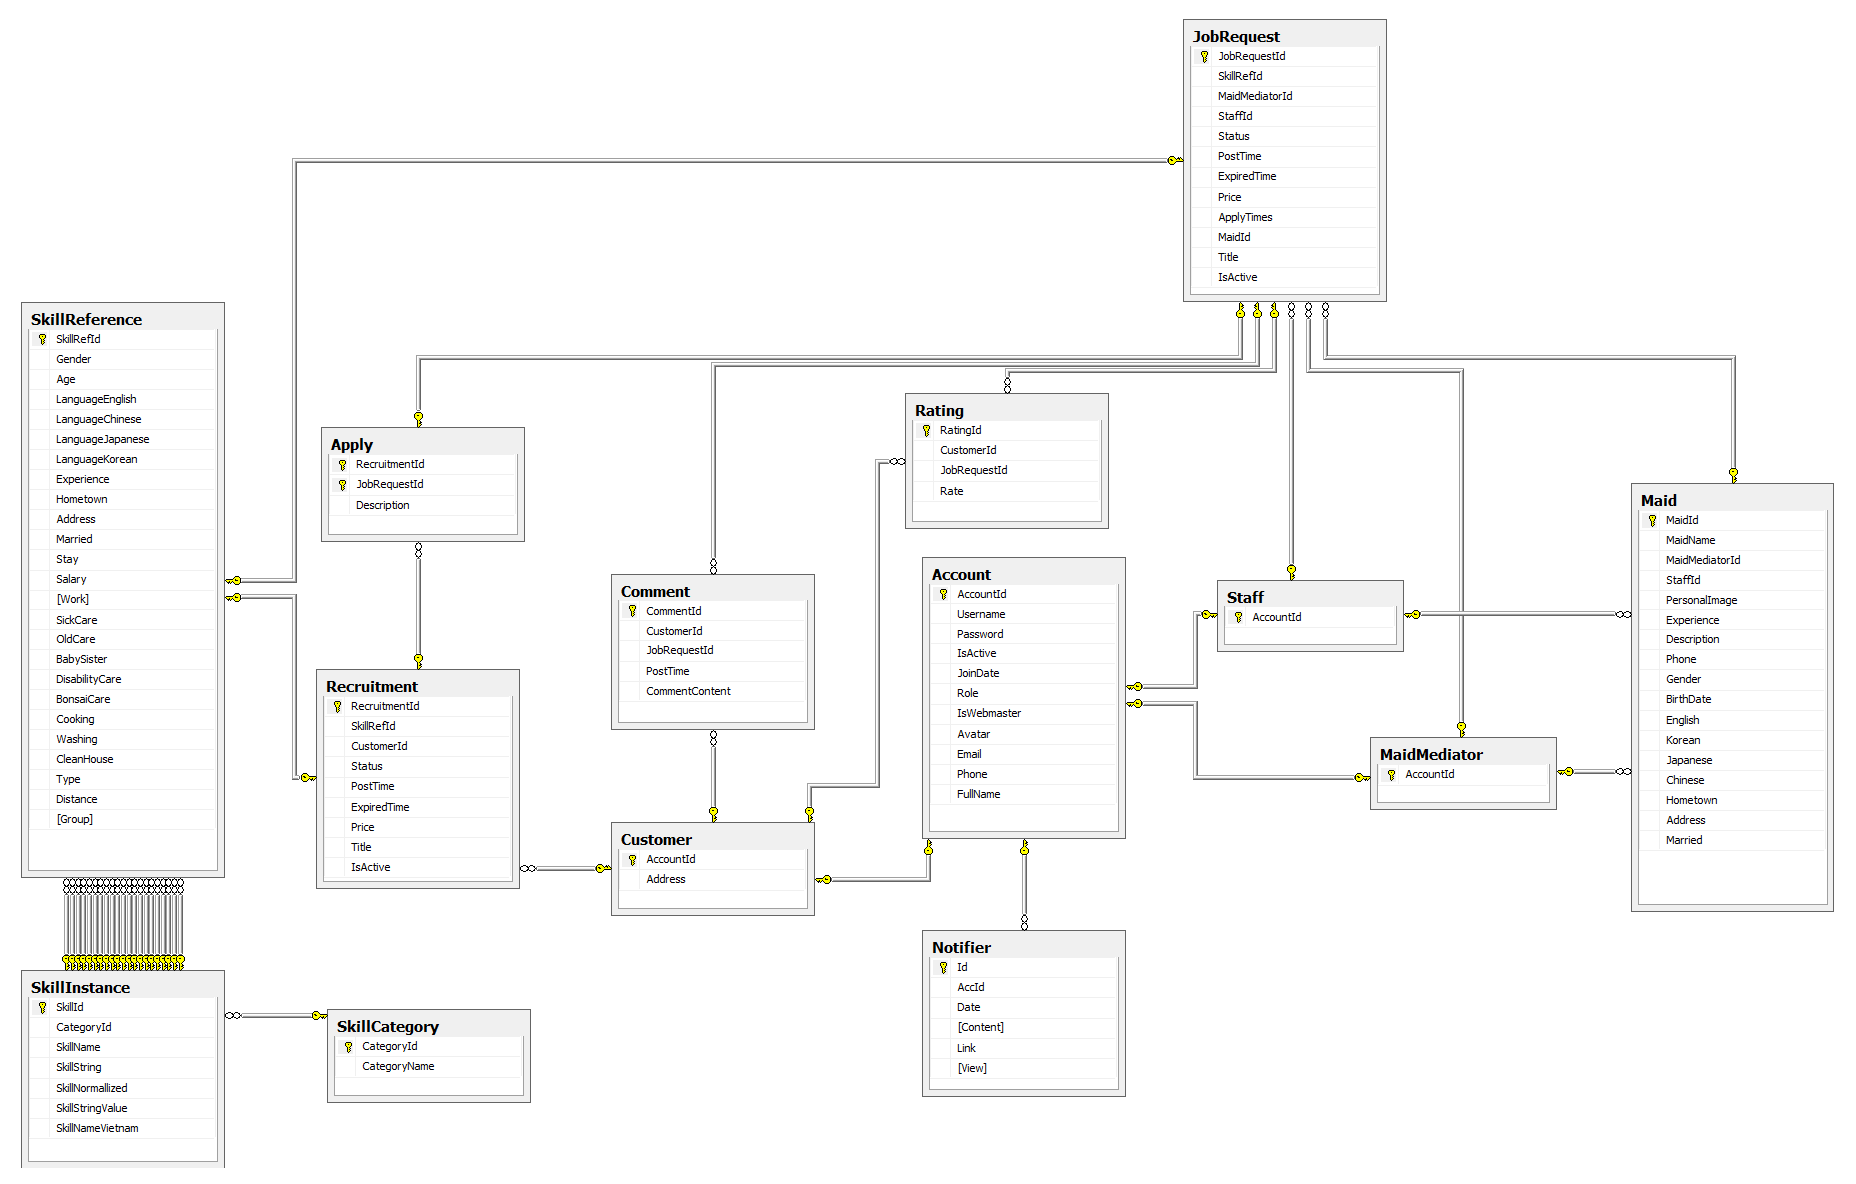 JobRequest
JobRequestId
SkillRefId
MaidMediatorId
StaffId
Status
PostTime
ExpiredTime
Price
ApplyTimes
MaidId
Title
IsActive
SkillReference
SkillRefId
Gender
Age
LanguageEnglish
LanguageChinese
LanguageJapanese
LanguageKorean
Experience
Hometown
Address
Married
Stay
Salary
[Work]
SickCare
OldCare
BabySister
DisabilityCare
BonsaiCare
Cooking
Washing
CleanHouse
Type
Distance
[Group]
Apply
RecruitmentId
JobRequestId
Description
Rating
RatingId
CustomerId
JobRequestId
Rate
Maid
MaidId
MaidName
MaidMediatorId
StaffId
PersonalImage
Experience
Description
Phone
Gender
BirthDate
English
Korean
Japanese
Chinese
Hometown
Address
Married
Comment
CommentId
CustomerId
JobRequestId
PostTime
CommentContent
Account
AccountId
Username
Password
IsActive
JoinDate
Role
IsWebmaster
Avatar
Email
Phone
FullName
Staff
AccountId
Recruitment
RecruitmentId
SkillRefId
CustomerId
Status
PostTime
ExpiredTime
Price
Title
IsActive
MaidMediator
AccountId
Customer
AccountId
Address
Notifier
Id
AccId
Date
[Content]
Link
[View]
SkillInstance
SkillId
CategoryId
SkillName
SkillString
SkillNormallized
SkillStringValue
SkillNameVietnam
SkillCategory
CategoryId
CategoryName